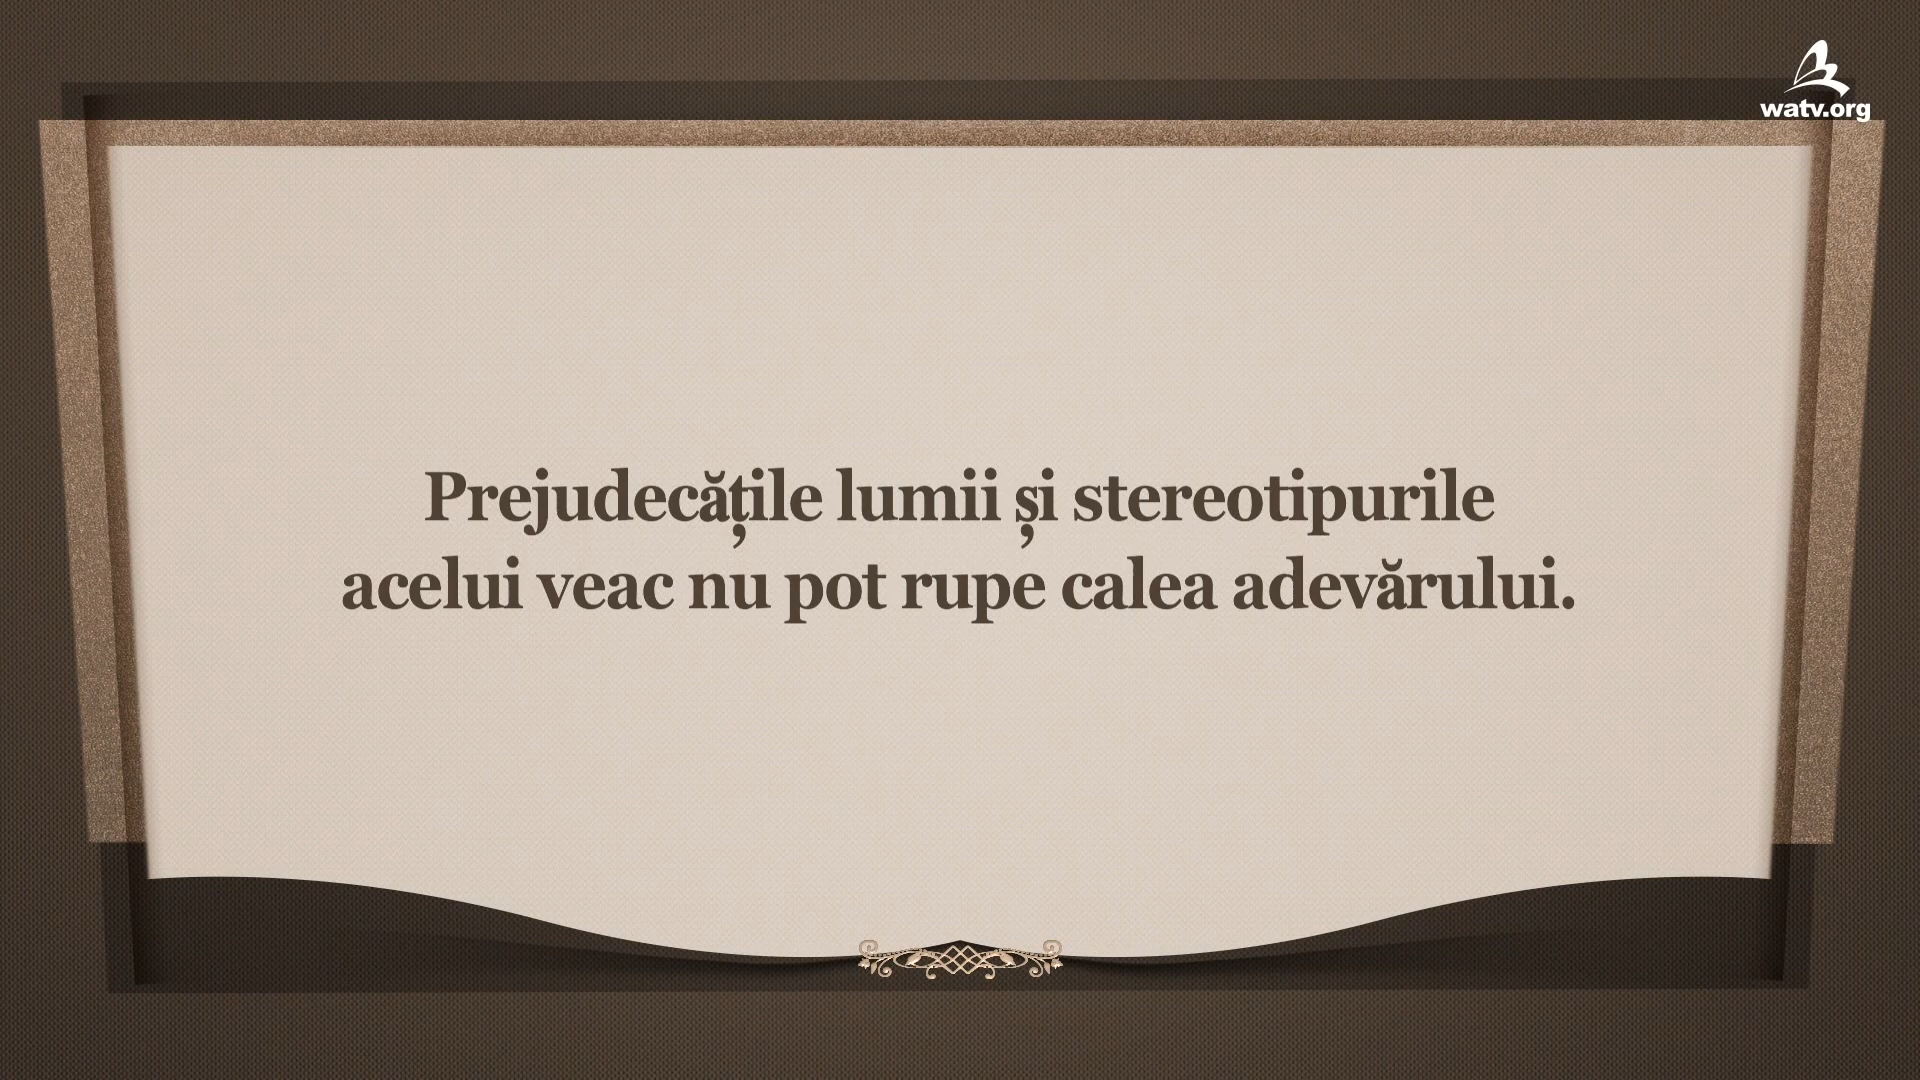 watv.org
Prejudecățile lumii și stereotipurile
acelui veac nu pot rupe calea adevărului.